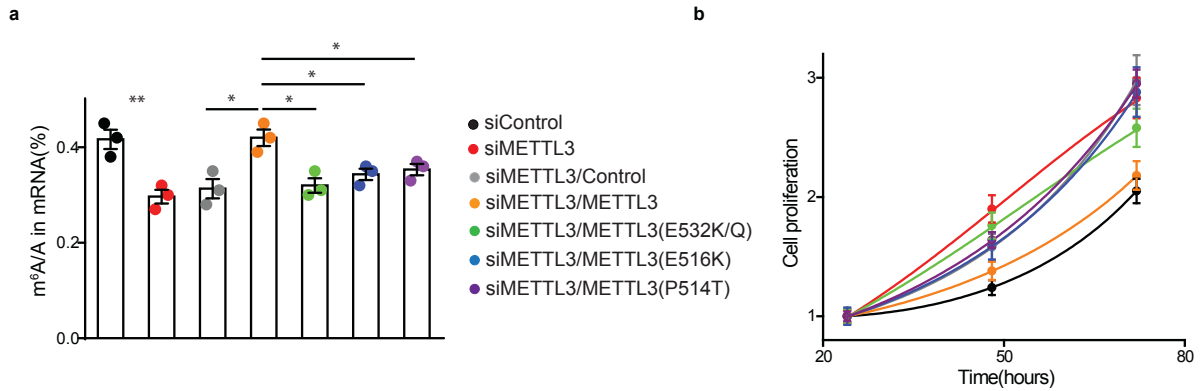 a
b
m⁶A/A in mRNA(%)
0.4
0.2
0.0
**
*
*
*
*
siControl
siMETTL3
siMETTL3/Control
siMETTL3/METTL3
siMETTL3/METTL3(E532K/Q)
siMETTL3/METTL3(E516K)
siMETTL3/METTL3(P514T)
Cell proliferation
3
2
1
20
50
80
Time(hours)